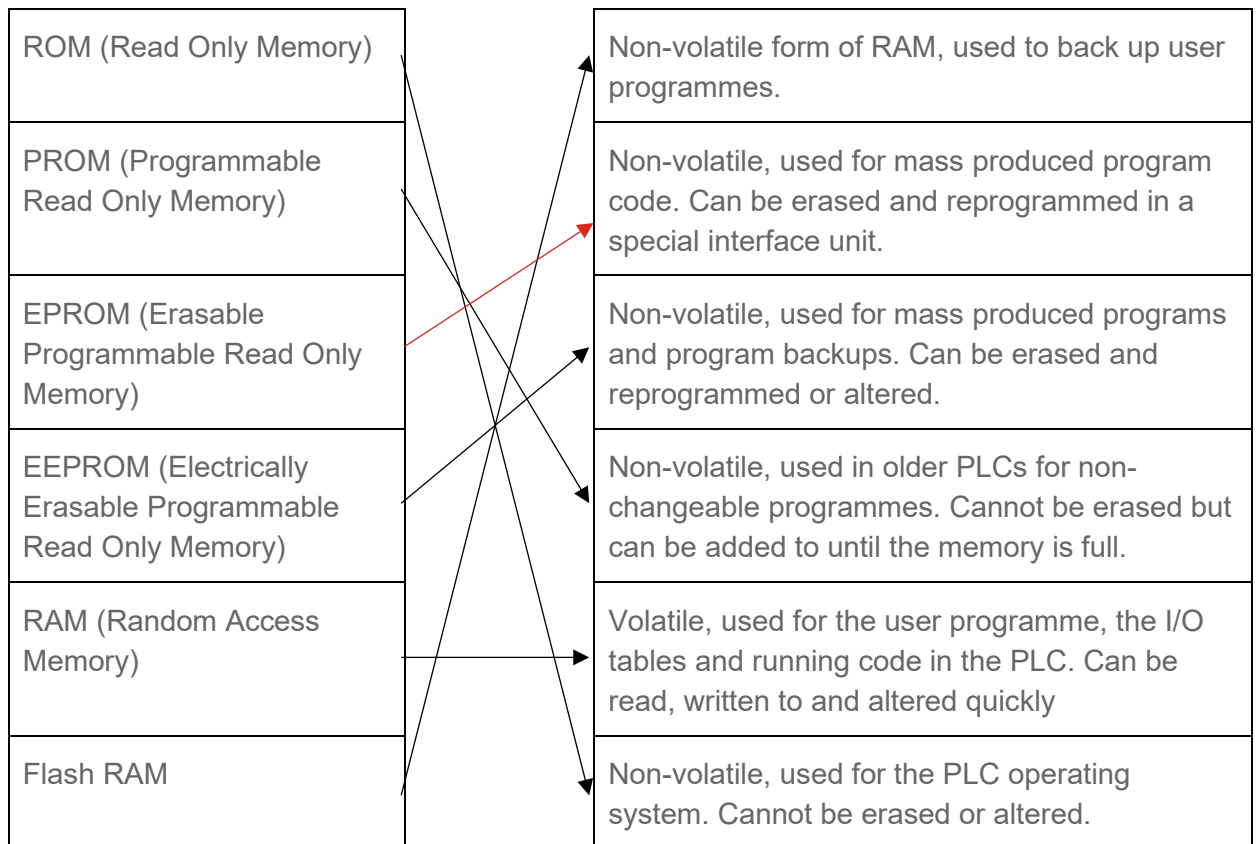 ROM (Read Only Memory)
Non-volatile form of RAM, used to back up user
programmes.
PROM (Programmable
Read Only Memory)
Non-volatile, used for mass produced program
code. Can be erased and reprogrammed in a
special interface unit.
EPROM (Erasable
Programmable Read Only
Memory)
Non-volatile, used for mass produced programs
and program backups. Can be erased and
reprogrammed or altered.
EEPROM (Electrically
Erasable Programmable
Read Only Memory)
Non-volatile, used in older PLCs for non-
changeable programmes. Cannot be erased but
can be added to until the memory is full.
RAM (Random Access
Memory)
Volatile, used for the user programme, the I/O
tables and running code in the PLC. Can be
read, written to and altered quickly
Flash RAM
Non-volatile, used for the PLC operating
system. Cannot be erased or altered.